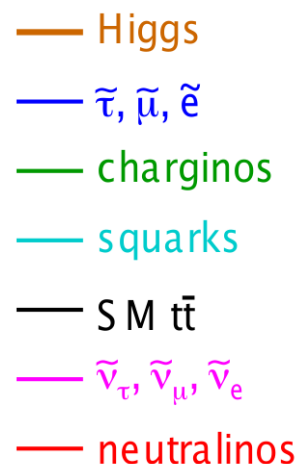 Higgs
τ̃, μ̃, ẽ
charginos
squarks
SM tt̄
ν̃τ, ν̃μ, ν̃e
neutralinos